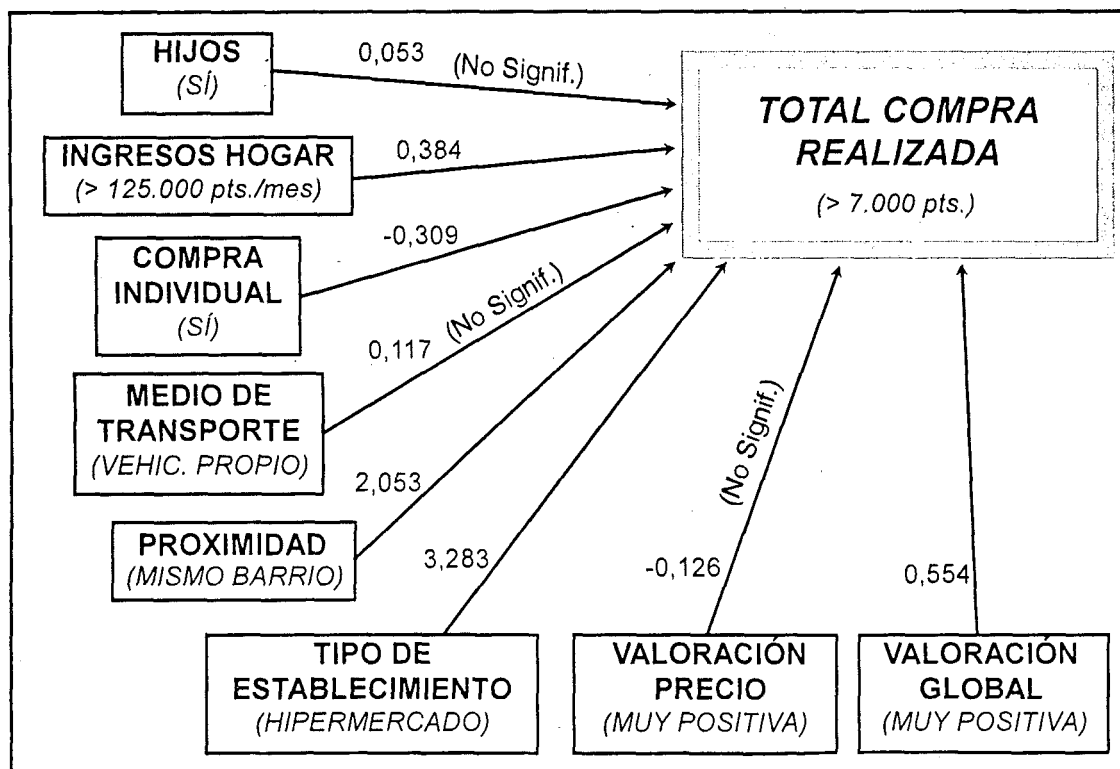 HIJOS
(SÍ)
0,053 (No Signif.)
TOTAL COMPRA
REALIZADA
(> 7.000 pts.)
INGRESOS HOGAR
(> 125.000 pts./mes)
0,384
COMPRA
INDIVIDUAL
(SÍ)
-0,309
MEDIO DE
TRANSPORTE
(VEHIC. PROPIO)
0,117 (No Signif.)
PROXIMIDAD
(MISMO BARRIO)
2,053
TIPO DE
ESTABLECIMIENTO
(HIPERMERCADO)
3,283
VALORACIÓN
PRECIO
(MUY POSITIVA)
-0,126
(No Signif.)
VALORACIÓN
GLOBAL
(MUY POSITIVA)
0,554